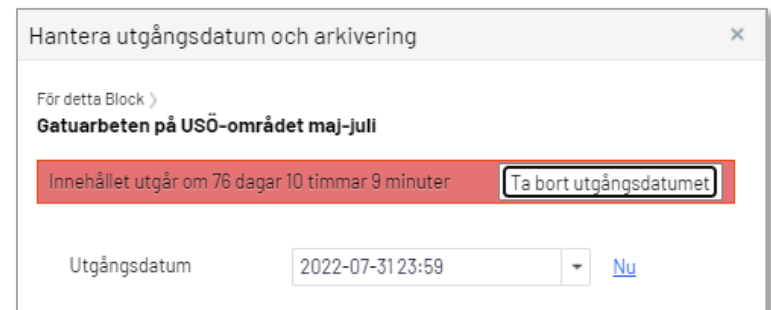 Hantera utgångsdatum och arkivering ×
För detta Block 〉
Gatuarbeten på USÖ-området maj-juli
Innehållet utgår om 76 dagar 10 timmar 9 minuter Ta bort utgångsdatumet
Utgångsdatum 2022-07-31 23:59 Nu